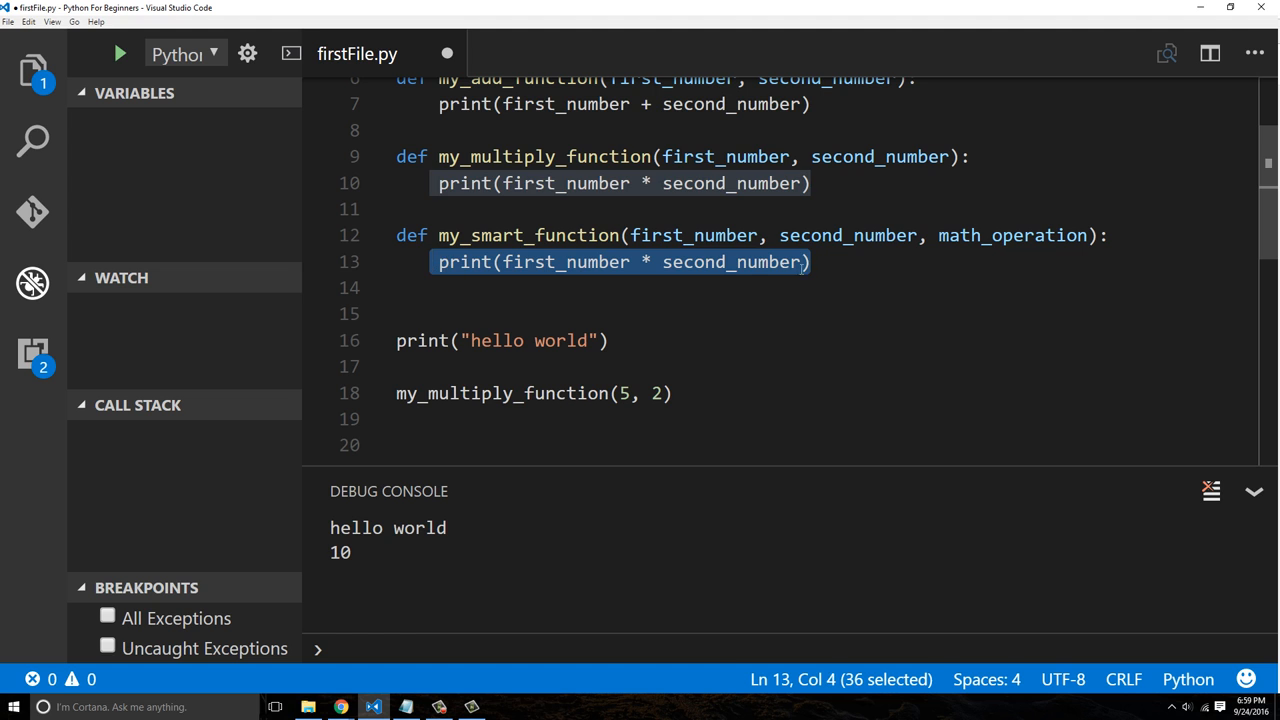 • firstFile.py - Python For Beginners - Visual Studio Code
File Edit View Go Help
1
Pythor
firstFile.py
VARIABLES
WATCH
CALL STACK
BREAKPOINTS
All Exceptions
Uncaught Exceptions
2
6 def my_add_function(first_number, second_number):
7 print(first_number + second_number)
8
9 def my_multiply_function(first_number, second_number):
10 print(first_number * second_number)
11
12 def my_smart_function(first_number, second_number, math_operation):
13 print(first_number * second_number)
14
15
16 print("hello world")
17
18 my_multiply_function(5, 2)
19
20
DEBUG CONSOLE
hello world
10
0 0
Ln 13, Col 4 (36 selected) Spaces: 4 UTF-8 CRLF Python
I'm Cortana. Ask me anything.
6:59 PM
9/24/2016